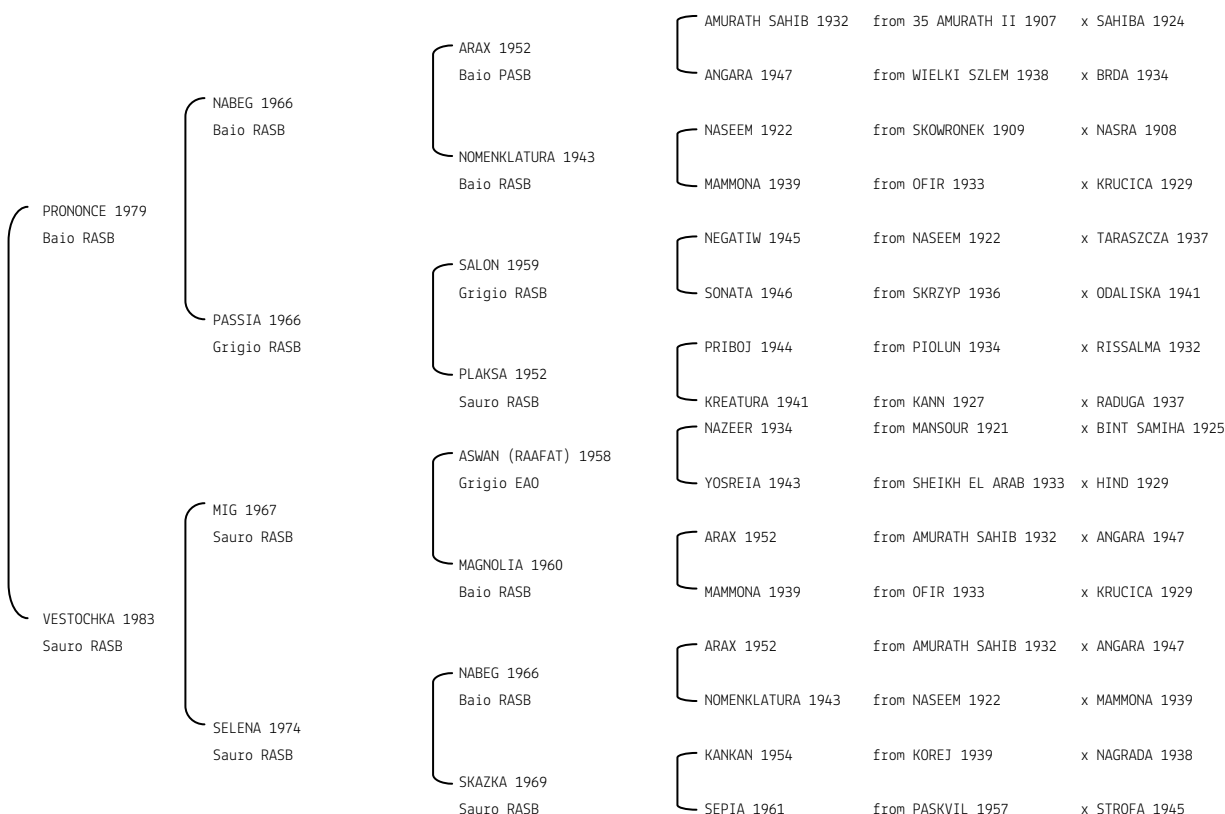 AMURATH SAHIB 1932 from 35 AMURATH II 1907 x SAHIBA 1924
ARAX 1952
Baio PASB
ANGARA 1947 from WIELKI SZLEM 1938 x BRDA 1934
NABEG 1966
Baio RASB
NASEEM 1922 from SKOWRONEK 1909 x NASRA 1908
NOMENKLATURA 1943
Baio RASB
MAMMONA 1939 from OFIR 1933 x KRUCICA 1929
PRONONCE 1979
Baio RASB
NEGATIW 1945 from NASEEM 1922 x TARASZCZA 1937
SALON 1959
Grigio RASB
SONATA 1946 from SKRZYP 1936 x ODALISKA 1941
PASSIA 1966
Grigio RASB
PRIBOJ 1944 from PIOLUN 1934 x RISSALMA 1932
PLAKSA 1952
Sauro RASB
KREATURA 1941 from KANN 1927 x RADUGA 1937
NAZEER 1934 from MANSOUR 1921 x BINT SAMIHA 1925
ASWAN (RAAFAT) 1958
Grigio EAO
YOSREIA 1943 from SHEIKH EL ARAB 1933 x HIND 1929
MIG 1967
Sauro RASB
ARAX 1952 from AMURATH SAHIB 1932 x ANGARA 1947
MAGNOLIA 1960
Baio RASB
MAMMONA 1939 from OFIR 1933 x KRUCICA 1929
VESTOCHKA 1983
Sauro RASB
ARAX 1952 from AMURATH SAHIB 1932 x ANGARA 1947
NABEG 1966
Baio RASB
NOMENKLATURA 1943 from NASEEM 1922 x MAMMONA 1939
SELENA 1974
Sauro RASB
KANKAN 1954 from KOREJ 1939 x NAGRADA 1938
SKAZKA 1969
Sauro RASB
SEPIA 1961 from PASKVIL 1957 x STROFA 1945